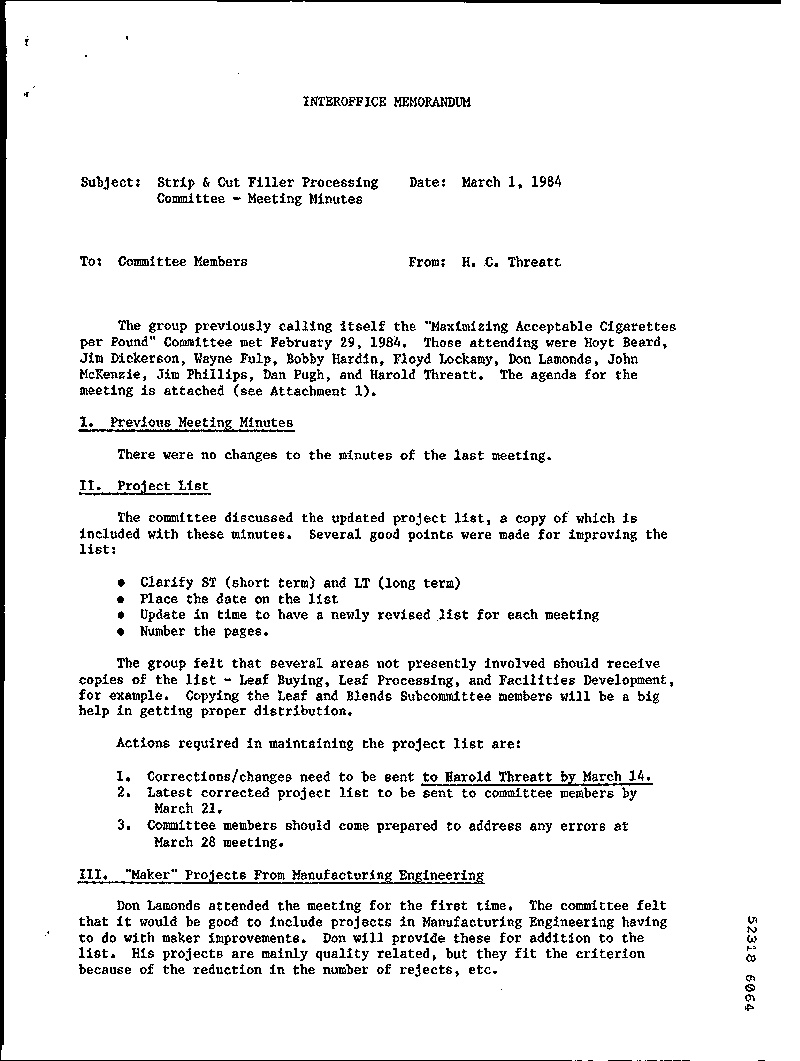 INTEROFFICE MEMORANDUM
Subject: Strip & Cut Filler Processing Date: March 1, 1984
Committee - Meeting Minutes
To: Committee Members From: H. C. Threatt
The group previously calling itself the "Maximizing Acceptable Cigarettes
per Pound" Committee met February 29, 1984. Those attending were Hoyt Beard,
Jim Dickerson, Wayne Fulp, Bobby Hardin, Floyd Lockamy, Don Lamonds, John
McKenzie, Jim Phillips, Dan Pugh, and Harold Threatt. The agenda for the
meeting is attached (see Attachment 1).
I. Previous Meeting Minutes
There were no changes to the minutes of the last meeting.
II. Project List
The committee discussed the updated project list, a copy of which is
included with these minutes. Several good points were made for improving the
list:
• Clarify ST (short term) and LT (long term)
• Place the date on the list
• Update in time to have a newly revised list for each meeting
• Number the pages.
The group felt that several areas not presently involved should receive
copies of the list - Leaf Buying, Leaf Processing, and Facilities Development,
for example. Copying the Leaf and Blends Subcommittee members will be a big
help in getting proper distribution.
Actions required in maintaining the project list are:
1. Corrections/changes need to be sent to Harold Threatt by March 14.
2. Latest corrected project list to be sent to committee members by
March 21.
3. Committee members should come prepared to address any errors at
March 28 meeting.
III. "Maker" Projects From Manufacturing Engineering
Don Lamonds attended the meeting for the first time. The committee felt
that it would be good to include projects in Manufacturing Engineering having
to do with maker improvements. Don will provide these for addition to the
list. His projects are mainly quality related, but they fit the criterion
because of the reduction in the number of rejects, etc.
52318 6064